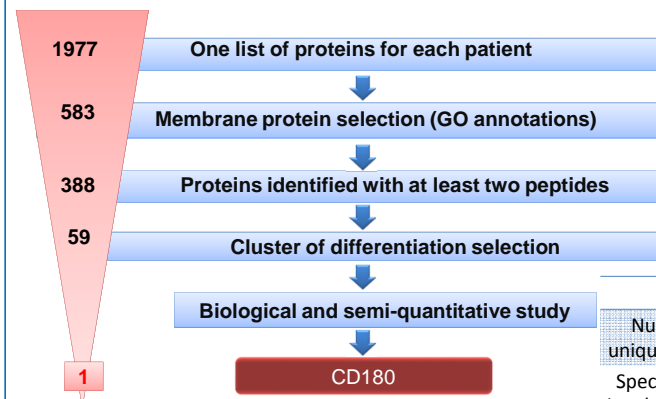 1977 One list of proteins for each patient
583 Membrane protein selection (GO annotations)
388 Proteins identified with at least two peptides
59 Cluster of differentiation selection
Biological and semi-quantitative study
1 CD180